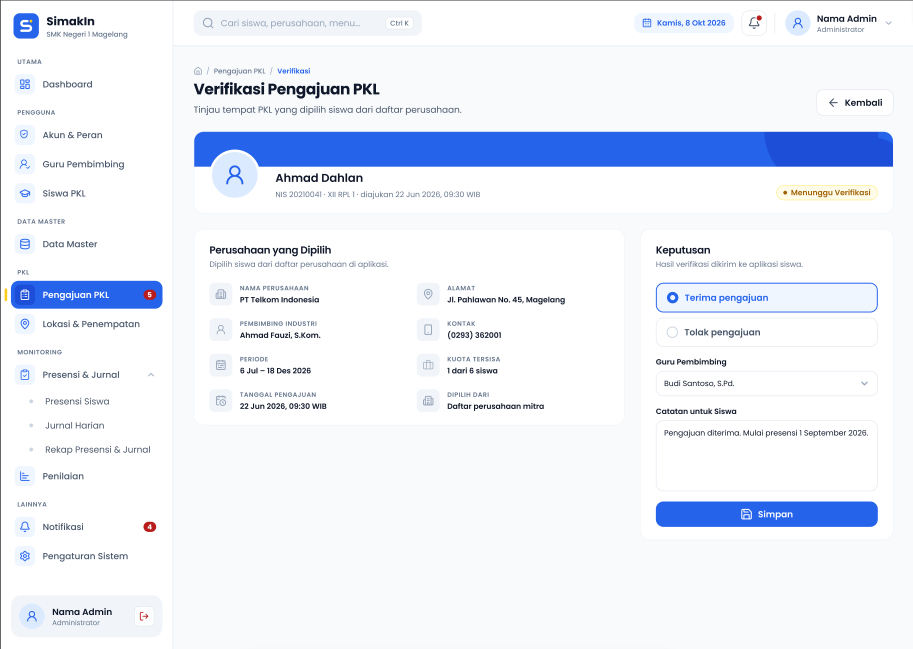 SimakIn
SMK Negeri 1 Magelang
UTAMA
Dashboard
PENGGUNA
Akun & Peran
Guru Pembimbing
Siswa PKL
DATA MASTER
Data Master
PKL
Pengajuan PKL 5
Lokasi & Penempatan
MONITORING
Presensi & Jurnal
Presensi Siswa
Jurnal Harian
Rekap Presensi & Jurnal
Penilaian
LAINNYA
Notifikasi 4
Pengaturan Sistem
Nama Admin
Administrator
Cari siswa, perusahaan, menu... Ctrl K
Kamis, 8 Okt 2026
Nama Admin
Administrator
/ Pengajuan PKL / Verifikasi
Verifikasi Pengajuan PKL
Tinjau tempat PKL yang dipilih siswa dari daftar perusahaan.
Kembali
Ahmad Dahlan
NIS 20210041 · XII RPL 1 · diajukan 22 Jun 2026, 09:30 WIB
Menunggu Verifikasi
Perusahaan yang Dipilih
Dipilih siswa dari daftar perusahaan di aplikasi.
NAMA PERUSAHAAN
PT Telkom Indonesia
ALAMAT
Jl. Pahlawan No. 45, Magelang
PEMBIMBING INDUSTRI
Ahmad Fauzi, S.Kom.
KONTAK
(0293) 362001
PERIODE
6 Jul – 18 Des 2026
KUOTA TERSISA
1 dari 6 siswa
TANGGAL PENGAJUAN
22 Jun 2026, 09:30 WIB
DIPILIH DARI
Daftar perusahaan mitra
Keputusan
Hasil verifikasi dikirim ke aplikasi siswa.
Terima pengajuan
Tolak pengajuan
Guru Pembimbing
Budi Santoso, S.Pd.
Catatan untuk Siswa
Pengajuan diterima. Mulai presensi 1 September 2026.
Simpan